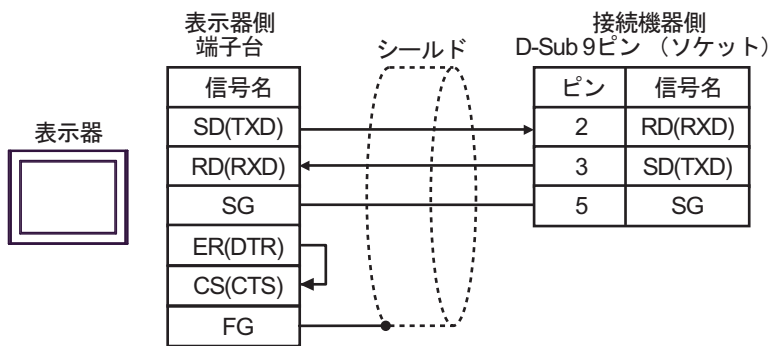 表示器側
端子台
シールド
接続機器側
D-Sub 9ピン （ソケット）
表示器
信号名
SD(TXD)
RD(RXD)
SG
ER(DTR)
CS(CTS)
FG
ピン 信号名
2 RD(RXD)
3 SD(TXD)
5 SG